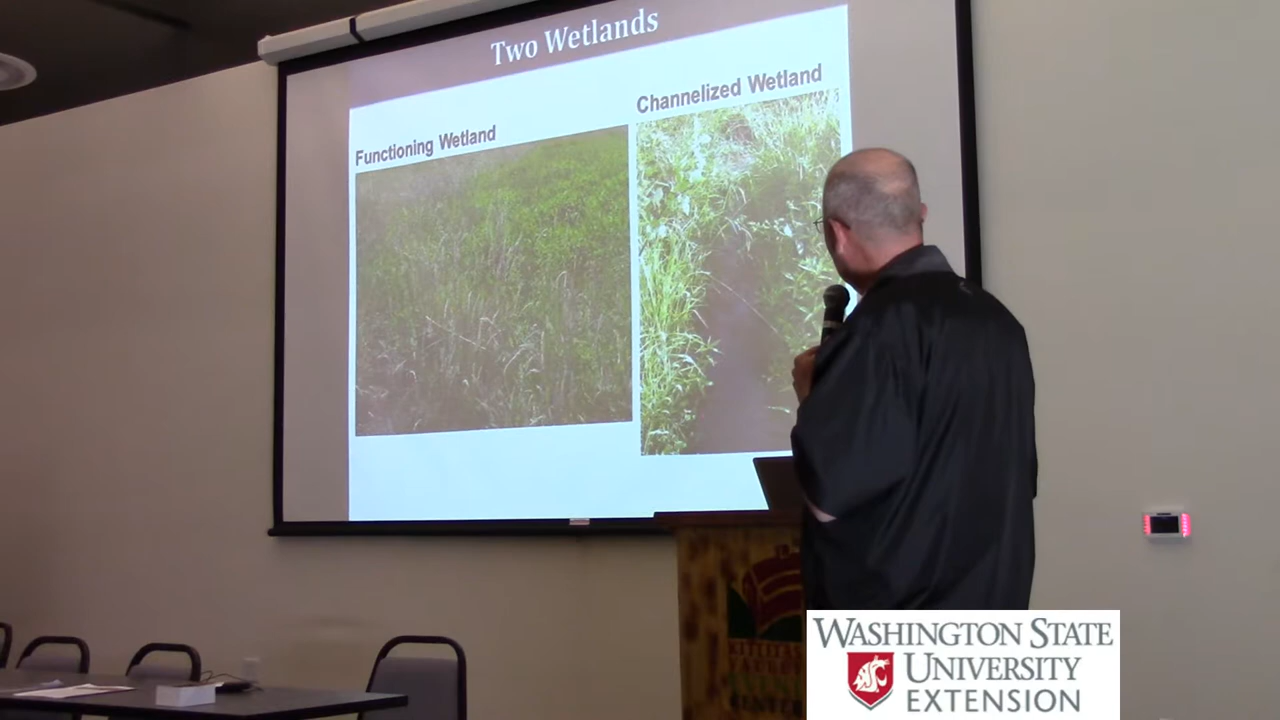 Two Wetlands
Functioning Wetland
Channelized Wetland
WASHINGTON STATE
UNIVERSITY
EXTENSION